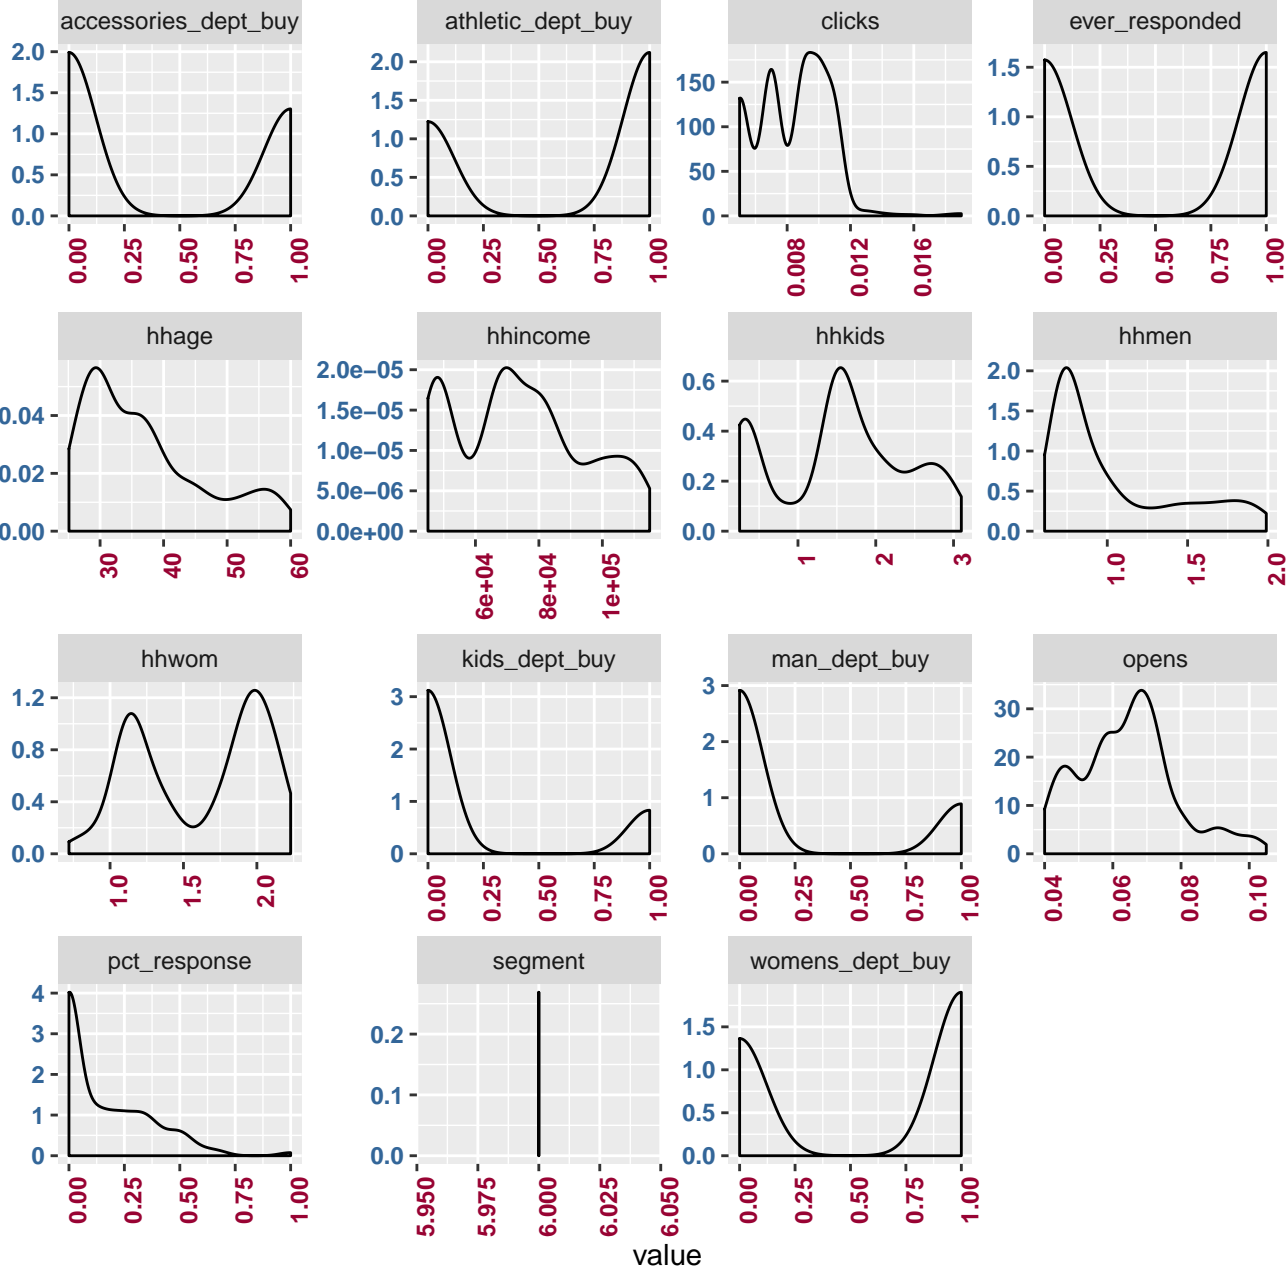 accessories_dept_buy athletic_dept_buy clicks ever_responded
2.0 1.5 1.0 0.5 0.0
2.0 1.5 1.0 0.5 0.0
150 100 50 0
1.5 1.0 0.5 0.0
0.00 0.25 0.50 0.75 1.00
0.00 0.25 0.50 0.75 1.00
0.008 0.012 0.016
0.00 0.25 0.50 0.75 1.00
hhage hhincome hhkids hhmen
0.04 0.02 0.00
2.0e−05 1.5e−05 1.0e−05 5.0e−06 0.0e+00
0.6 0.4 0.2 0.0
2.0 1.5 1.0 0.5 0.0
30 40 50 60
6e+04 8e+04 1e+05
1 2 3
1.0 1.5 2.0
hhwom kids_dept_buy man_dept_buy opens
1.2 0.8 0.4 0.0
3 2 1 0
3 2 1 0
30 20 10 0
1.0 1.5 2.0
0.00 0.25 0.50 0.75 1.00
0.00 0.25 0.50 0.75 1.00
0.04 0.06 0.08 0.10
pct_response segment womens_dept_buy
4 3 2 1 0
0.2 0.1 0.0
1.5 1.0 0.5 0.0
0.00 0.25 0.50 0.75 1.00
5.950 5.975 6.000 6.025 6.050
0.00 0.25 0.50 0.75 1.00
value